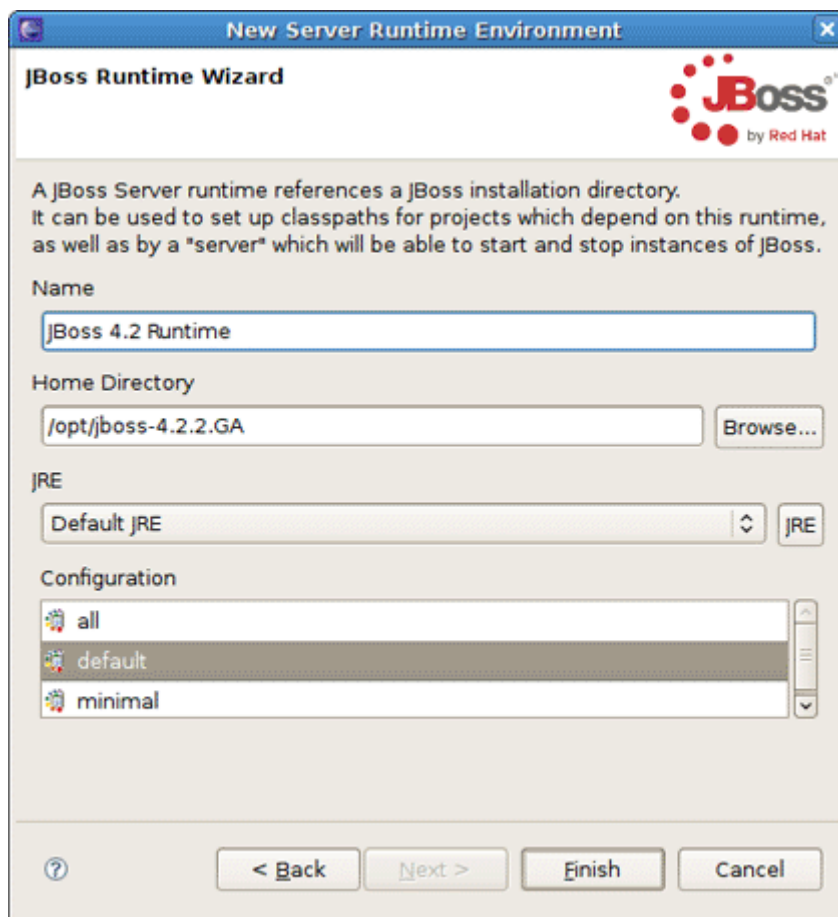 New Server Runtime Environment
JBoss Runtime Wizard
JBoss
by Red Hat
A JBoss Server runtime references a JBoss installation directory.
It can be used to set up classpaths for projects which depend on this runtime,
as well as by a "server" which will be able to start and stop instances of JBoss.
Name
JBoss 4.2 Runtime
Home Directory
/opt/jboss-4.2.2.GA
Browse...
JRE
Default JRE
JRE
Configuration
all
default
minimal
?
< Back
Next >
Finish
Cancel